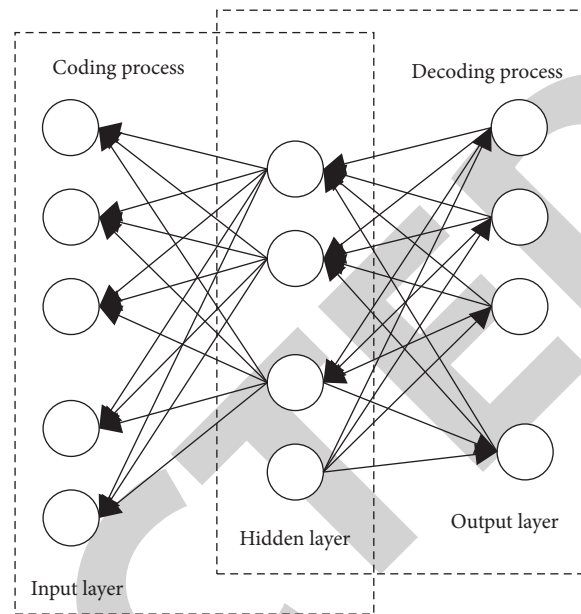 Coding process
Decoding process
Hidden layer
Output layer
Input layer